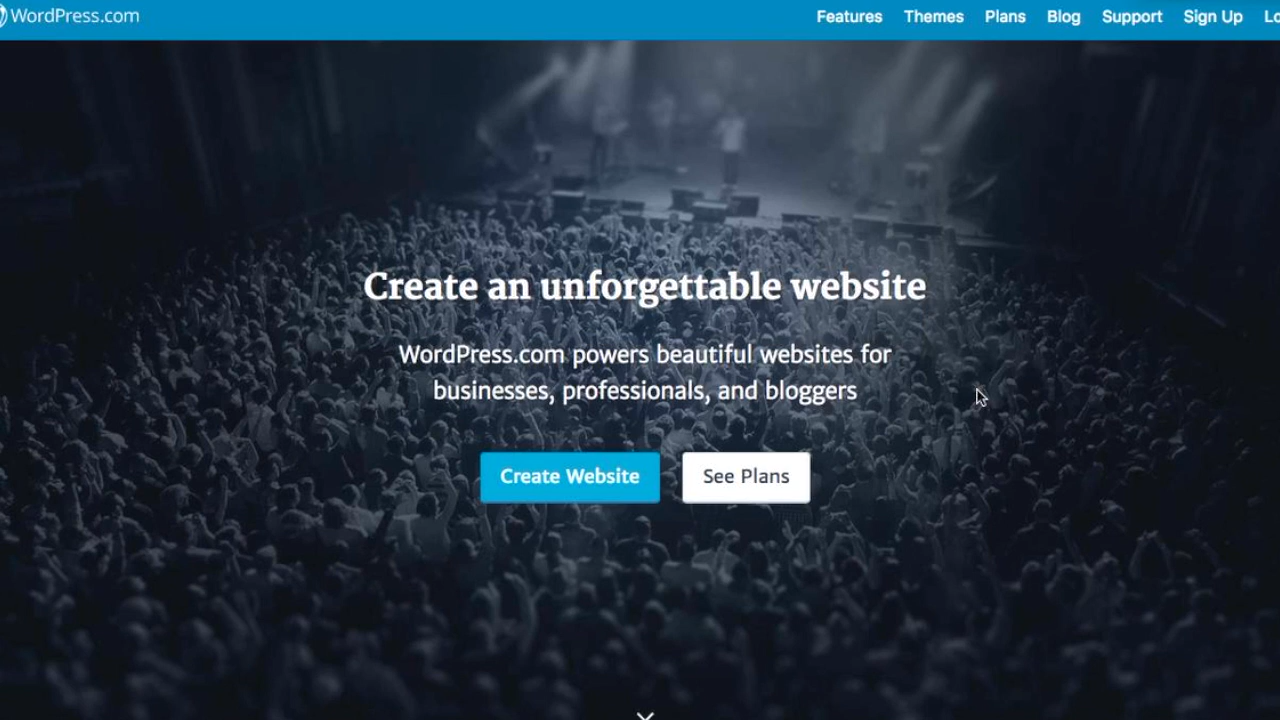 WordPress.com
Features Themes Plans Blog Support Sign Up Lo
Create an unforgettable website
WordPress.com powers beautiful websites for
businesses, professionals, and bloggers
Create Website
See Plans